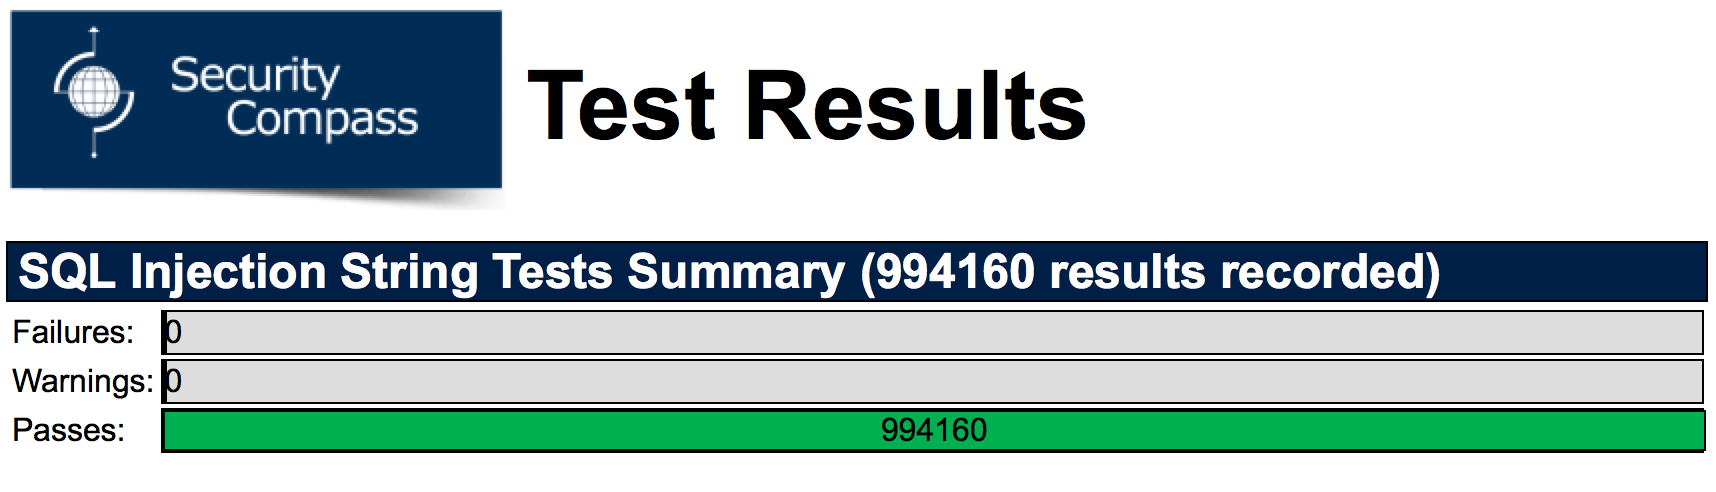 Security
Compass
Test Results
SQL Injection String Tests Summary (994160 results recorded)
Failures: 0
Warnings: 0
Passes: 994160